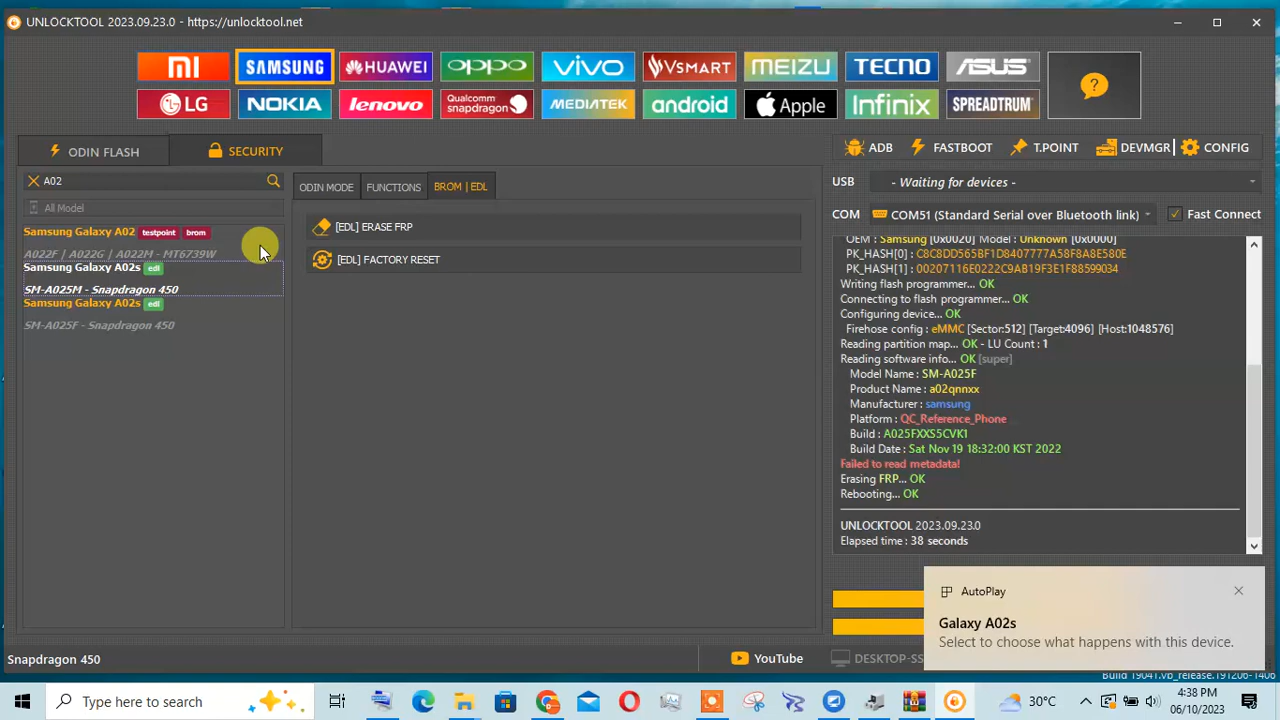 UNLOCKTOOL 2023.09.23.0 - https://unlocktool.net
mi SAMSUNG HUAWEI oppo vivo VSMART MEIZU TECNO ASUS ?
LG NOKIA lenovo Qualcomm snapdragon MEDIATEK android Apple Infinix SPREADTRUM
ODIN FLASH SECURITY
ADB FASTBOOT T.POINT DEVMGR CONFIG
A02
All Model
Samsung Galaxy A02 testpoint brom
A022F | A022G | A022M - MT6739W
Samsung Galaxy A02s edl
SM-A025M - Snapdragon 450
Samsung Galaxy A02s edl
SM-A025F - Snapdragon 450
ODIN MODE FUNCTIONS BROM | EDL
[EDL] ERASE FRP
[EDL] FACTORY RESET
USB - Waiting for devices -
COM COM51 (Standard Serial over Bluetooth link) Fast Connect
OEM : Samsung [0x0020] Model : Unknown [0x0000]
PK_HASH[0] : C8C8DD565BF1D8407777A58F8A8E580E
PK_HASH[1] : 00207116E0222C9AB19F3E1F88599034
Writing flash programmer... OK
Connecting to flash programmer... OK
Configuring device... OK
Firehose config : eMMC [Sector:512] [Target:4096] [Host:1048576]
Reading partition map... OK - LU Count : 1
Reading software info... OK [super]
Model Name : SM-A025F
Product Name : a02qnnxx
Manufacturer : samsung
Platform : QC_Reference_Phone
Build : A025FXXS5CVK1
Build Date : Sat Nov 19 18:32:00 KST 2022
Failed to read metadata!
Erasing FRP... OK
Rebooting... OK
UNLOCKTOOL 2023.09.23.0
Elapsed time : 38 seconds
AutoPlay
Galaxy A02s
Select to choose what happens with this device.
Snapdragon 450
YouTube
DESKTOP-SS
Build 19041.vb_release.191206-1406
Type here to search
30°C
4:38 PM
06/10/2023